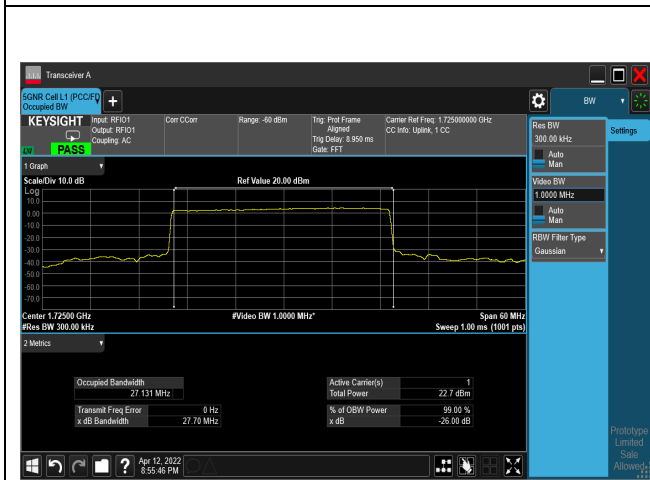 Transceiver A
5GNR Cell L1 (PCC/FD
Occupied BW
BW
KEYSIGHT
LV
PASS
Input: RFIO1
Output: RFIO1
Coupling: AC
Corr CCorr
Range: -60 dBm
Trig: Prot Frame
Aligned
Trig Delay: 8.950 ms
Gate: FFT
Carrier Ref Freq: 1.725000000 GHz
CC Info: Uplink, 1 CC
Res BW
300.00 kHz
Auto
Man
Video BW
1.0000 MHz
Auto
Man
RBW Filter Type
Gaussian
Settings
1 Graph
Scale/Div 10.0 dB
Ref Value 20.00 dBm
Log
10.0
0.00
-10.0
-20.0
-30.0
-40.0
-50.0
-60.0
-70.0
Center 1.72500 GHz
#Video BW 1.0000 MHz*
Span 60 MHz
#Res BW 300.00 kHz
Sweep 1.00 ms (1001 pts)
2 Metrics
Occupied Bandwidth
27.131 MHz
Active Carrier(s) 1
Total Power 22.7 dBm
Transmit Freq Error 0 Hz
x dB Bandwidth 27.70 MHz
% of OBW Power 99.00 %
x dB -26.00 dB
Apr 12, 2022
8:55:46 PM
Prototype
Limited
Sale
Allowed